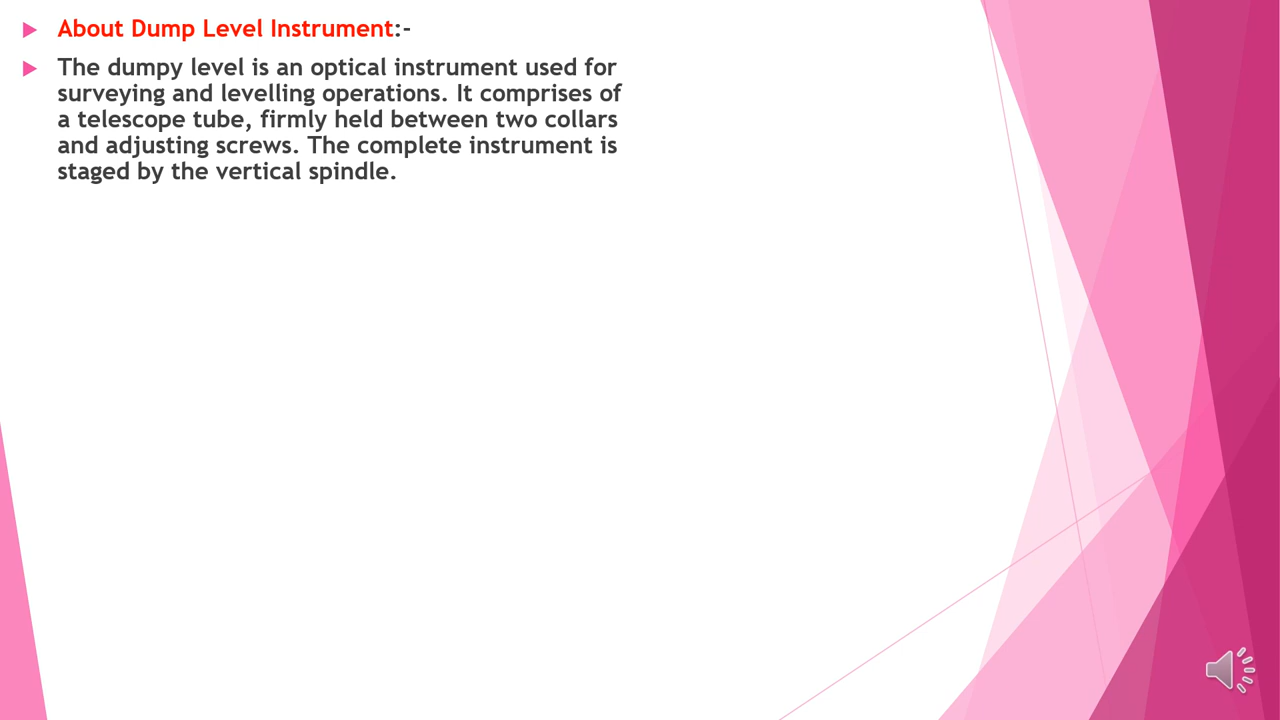 About Dump Level Instrument:-
The dumpy level is an optical instrument used for
surveying and levelling operations. It comprises of
a telescope tube, firmly held between two collars
and adjusting screws. The complete instrument is
staged by the vertical spindle.